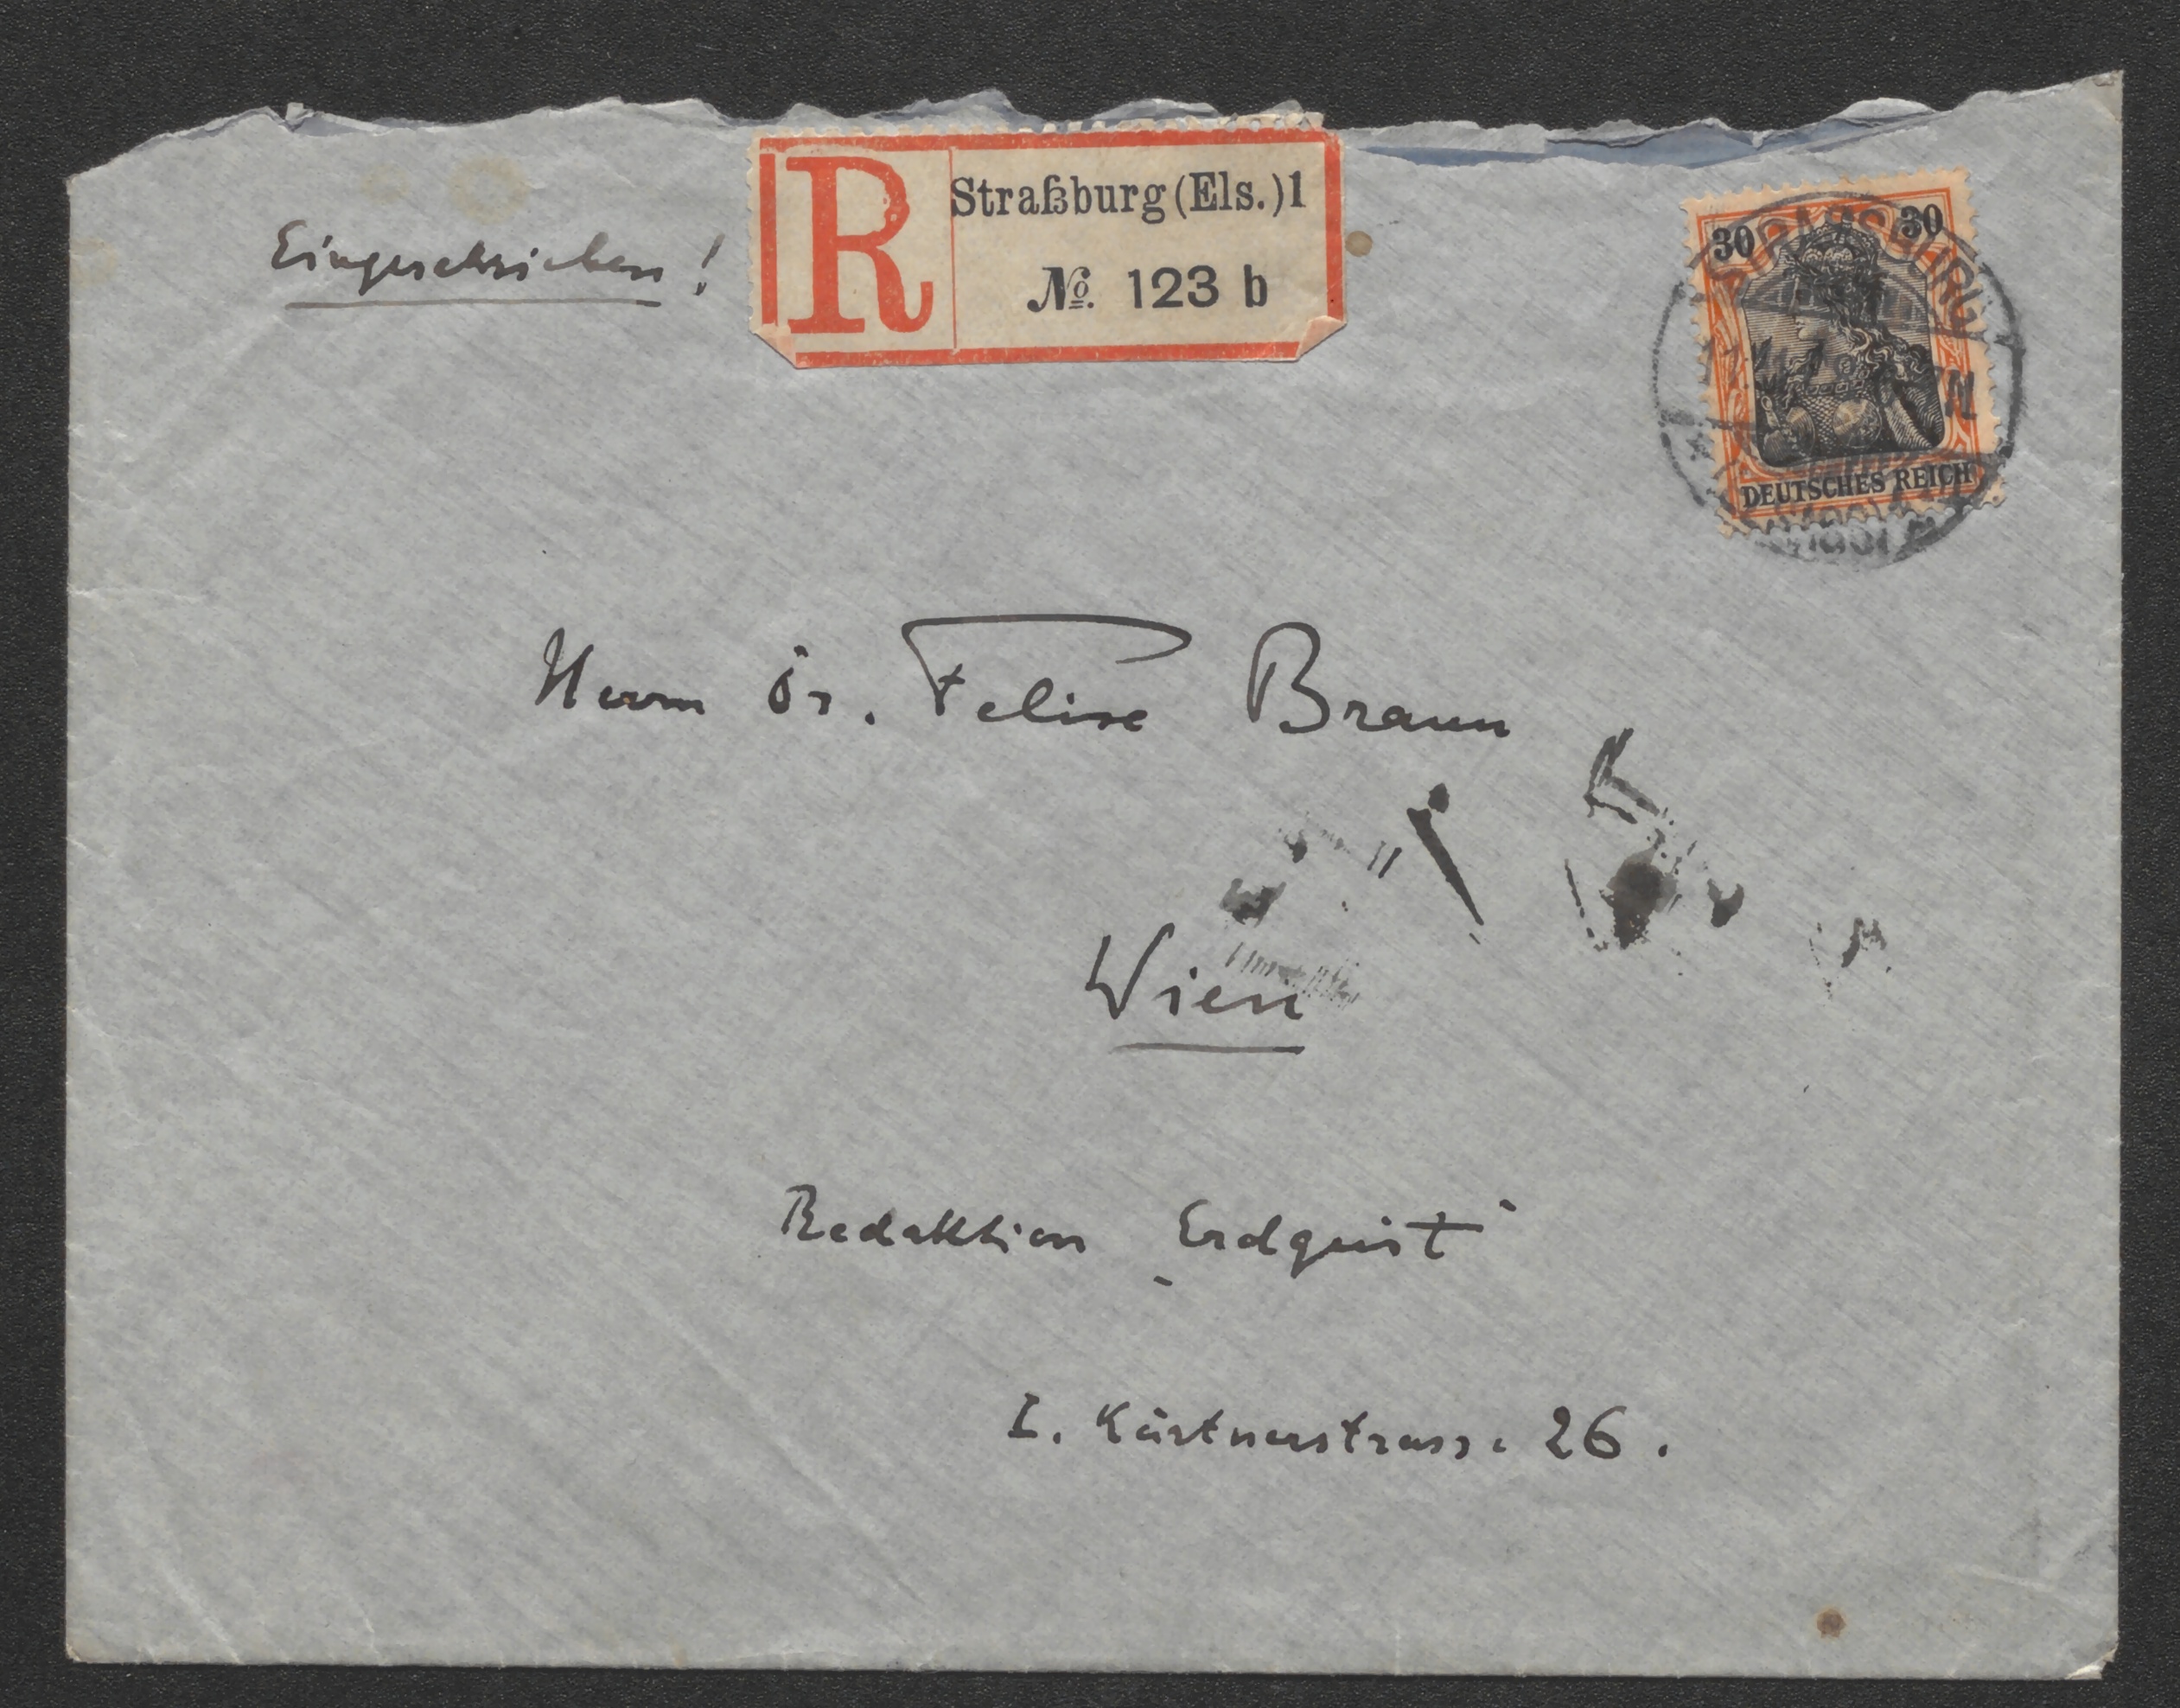 Eingeschrieben!
R
Straßburg (Els.) 1
№. 123 b
30 30
STRASSBURG
DEUTSCHES REICH
Herrn Dr. Felix Braun
Wien
Redaktion „Erdgeist"
I. Kärtnerstrasse 26.